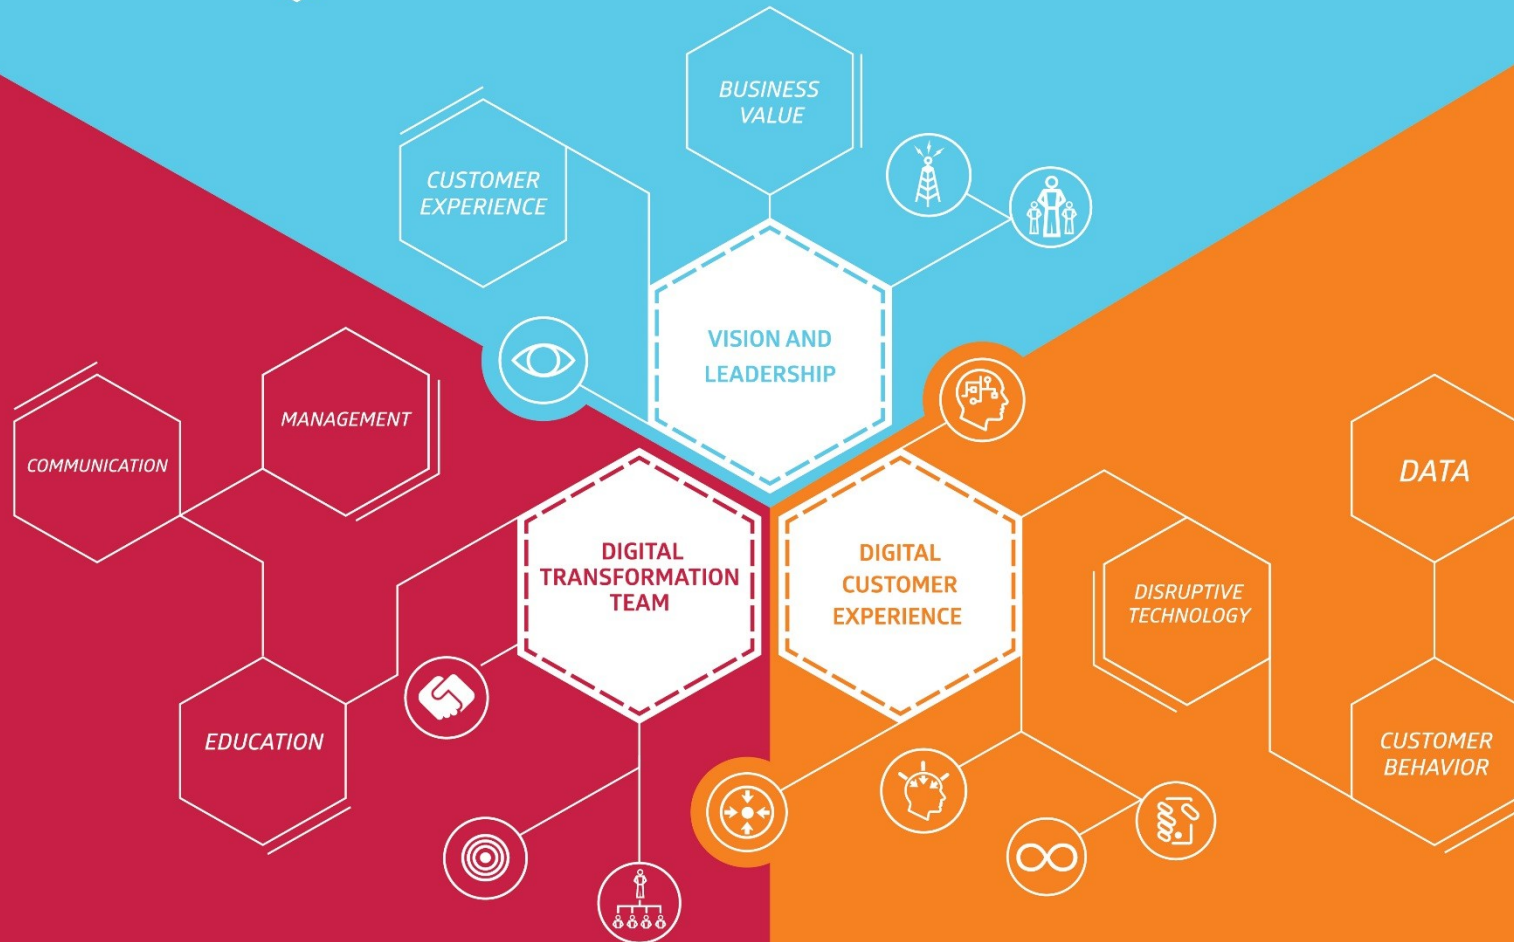 BUSINESS
VALUE
CUSTOMER
EXPERIENCE
VISION AND
LEADERSHIP
MANAGEMENT
COMMUNICATION
EDUCATION
DIGITAL
TRANSFORMATION
TEAM
DIGITAL
CUSTOMER
EXPERIENCE
DISRUPTIVE
TECHNOLOGY
DATA
CUSTOMER
BEHAVIOR